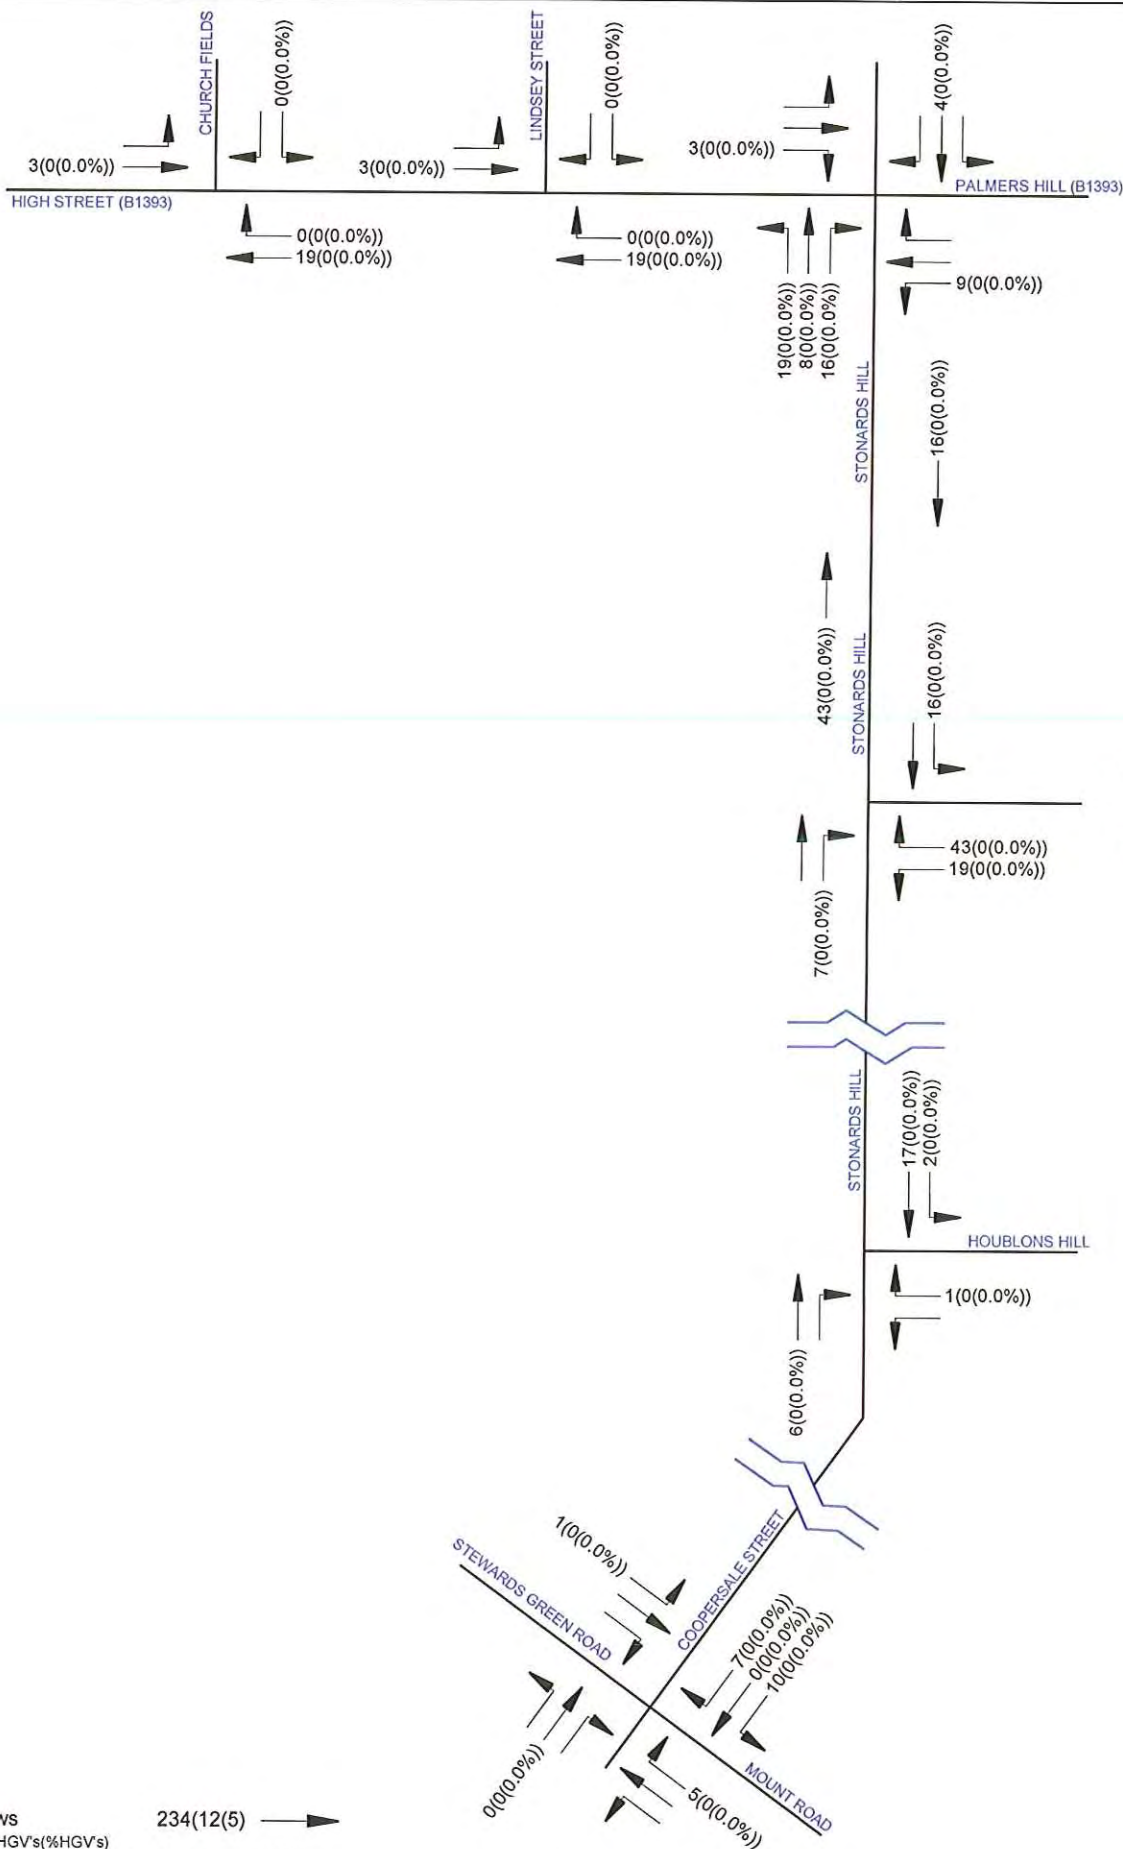 CHURCH FIELDS
0(0(0.0%))
LINDSEY STREET
0(0(0.0%))
4(0(0.0%))
3(0(0.0%))
3(0(0.0%))
3(0(0.0%))
HIGH STREET (B1393)
PALMERS HILL (B1393)
0(0(0.0%))
19(0(0.0%))
0(0(0.0%))
19(0(0.0%))
19(0(0.0%))
8(0(0.0%))
16(0(0.0%))
9(0(0.0%))
STONARDS HILL
16(0(0.0%))
43(0(0.0%))
STONARDS HILL
16(0(0.0%))
43(0(0.0%))
19(0(0.0%))
7(0(0.0%))
STONARDS HILL
17(0(0.0%))
2(0(0.0%))
HOUBLONS HILL
1(0(0.0%))
6(0(0.0%))
1(0(0.0%))
STEWARDS GREEN ROAD
COOPERSALE STREET
7(0(0.0%))
0(0(0.0%))
10(0(0.0%))
0(0(0.0%))
5(0(0.0%))
MOUNT ROAD
234(12(5)
HGV's(%HGV's)